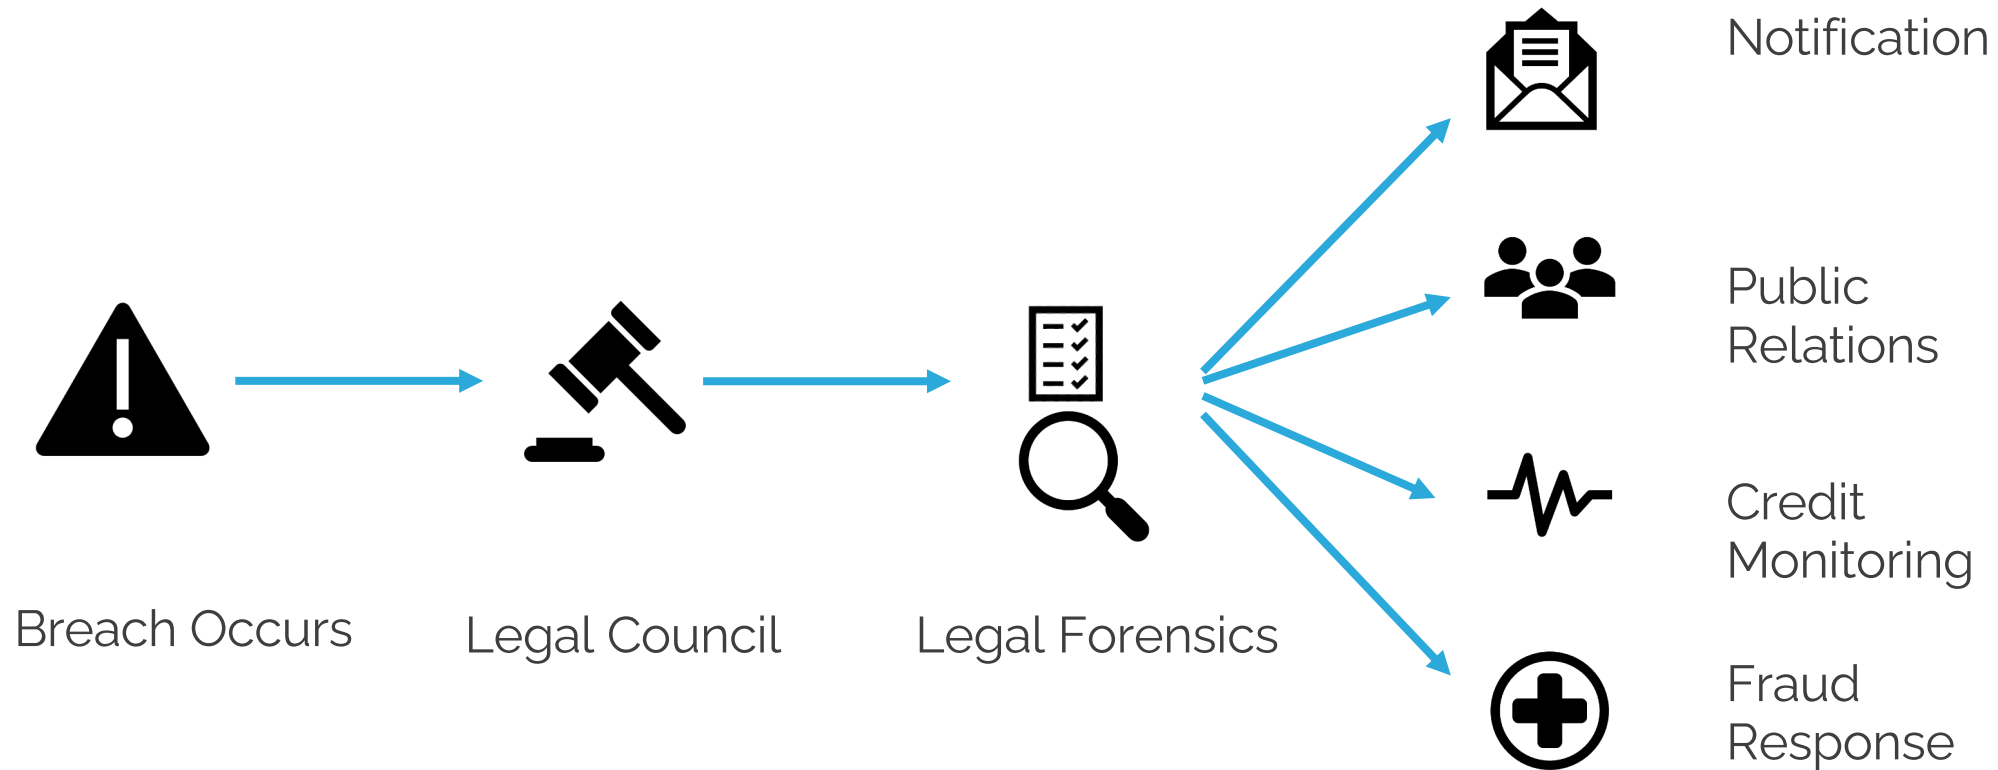 Breach Occurs
Legal Council
Legal Forensics
Notification
Public
Relations
Credit
Monitoring
Fraud
Response